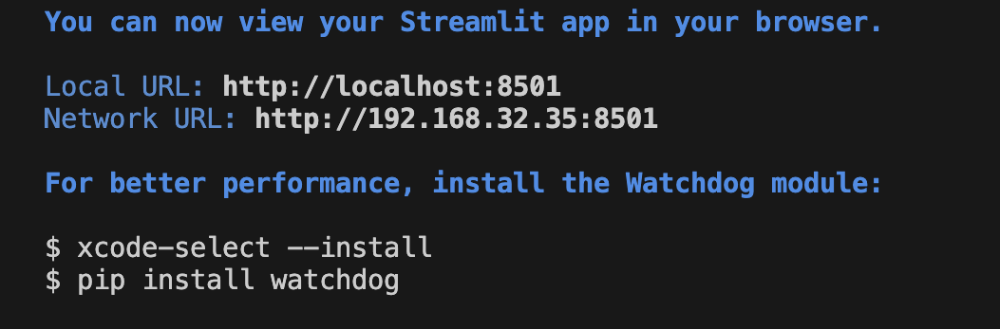 You can now view your Streamlit app in your browser.
Local URL: http://localhost:8501
Network URL: http://192.168.32.35:8501
For better performance, install the Watchdog module:
$ xcode-select --install
$ pip install watchdog